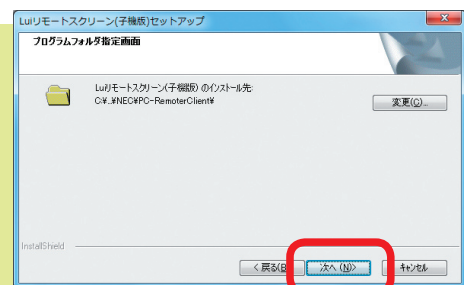 Luiリモートスクリーン(子機版)セットアップ
プログラムフォルダ指定画面
Luiリモートスクリーン(子機版) のインストール先:
C:¥...¥NEC¥PC-RemoterClient¥
変更(C)...
InstallShield
< 戻る(B
次へ (N)>
キャンセル